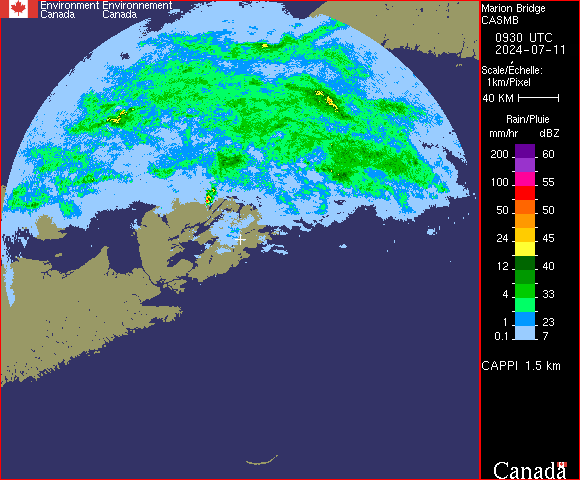 Environment Environnement
Canada Canada
Marion Bridge
CASMB
0930 UTC
2024-07-11
Scale/Échelle:
1km/Pixel
40 KM
Rain/Pluie
mm/hr dBZ
200 60
100 55
50 50
24 45
12 40
4 33
1 23
0.1 7
CAPPI 1.5 km
Canada